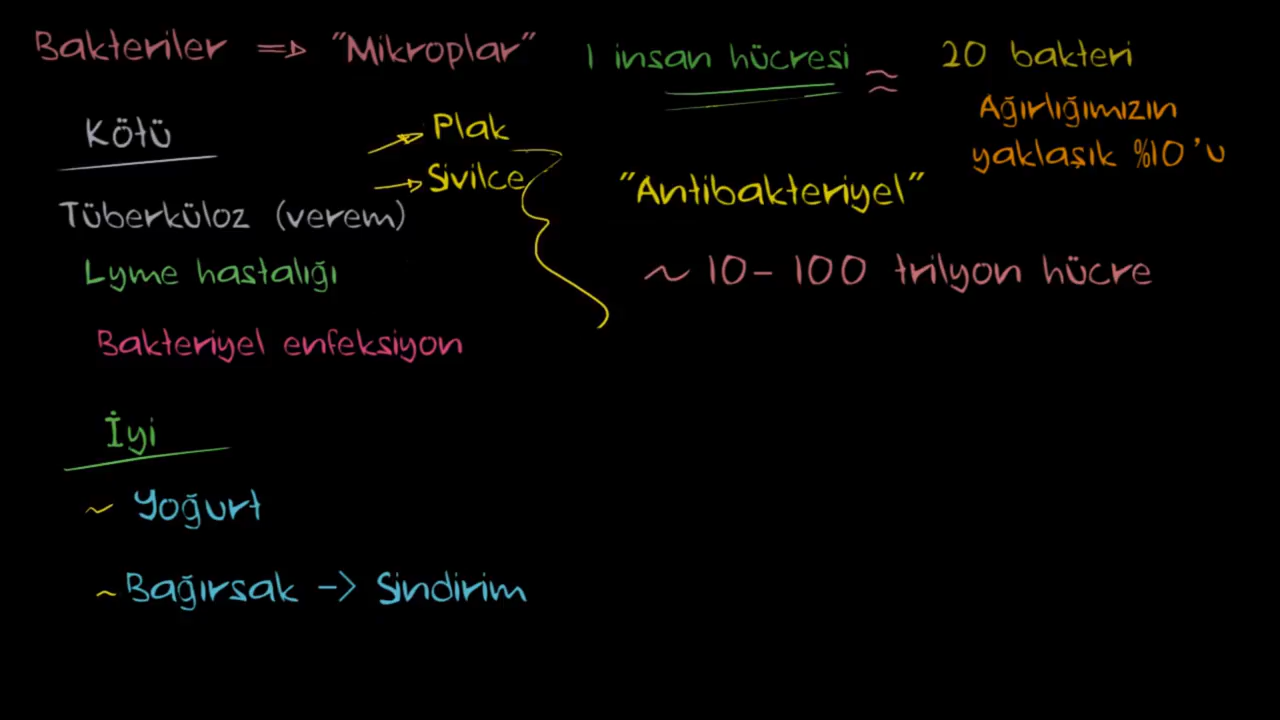 Bakteriler => "Mikroplar"
Kötü
→ Plak
→ Sivilce
Tüberküloz (verem)
Lyme hastalığı
Bakteriyel enfeksiyon
İyi
~ Yoğurt
~ Bağırsak -> Sindirim
1 insan hücresi ≈ 20 bakteri
Ağırlığımızın
yaklaşık %10'u
"Antibakteriyel"
~ 10-100 trilyon hücre